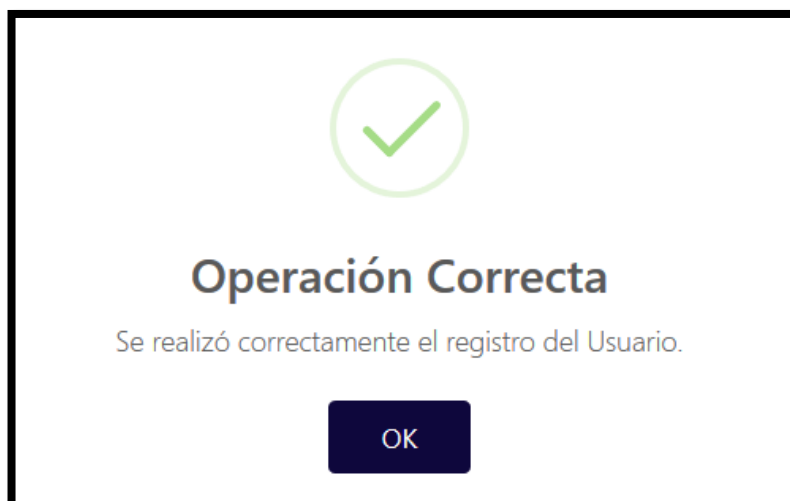 Operación Correcta
Se realizó correctamente el registro del Usuario.
OK